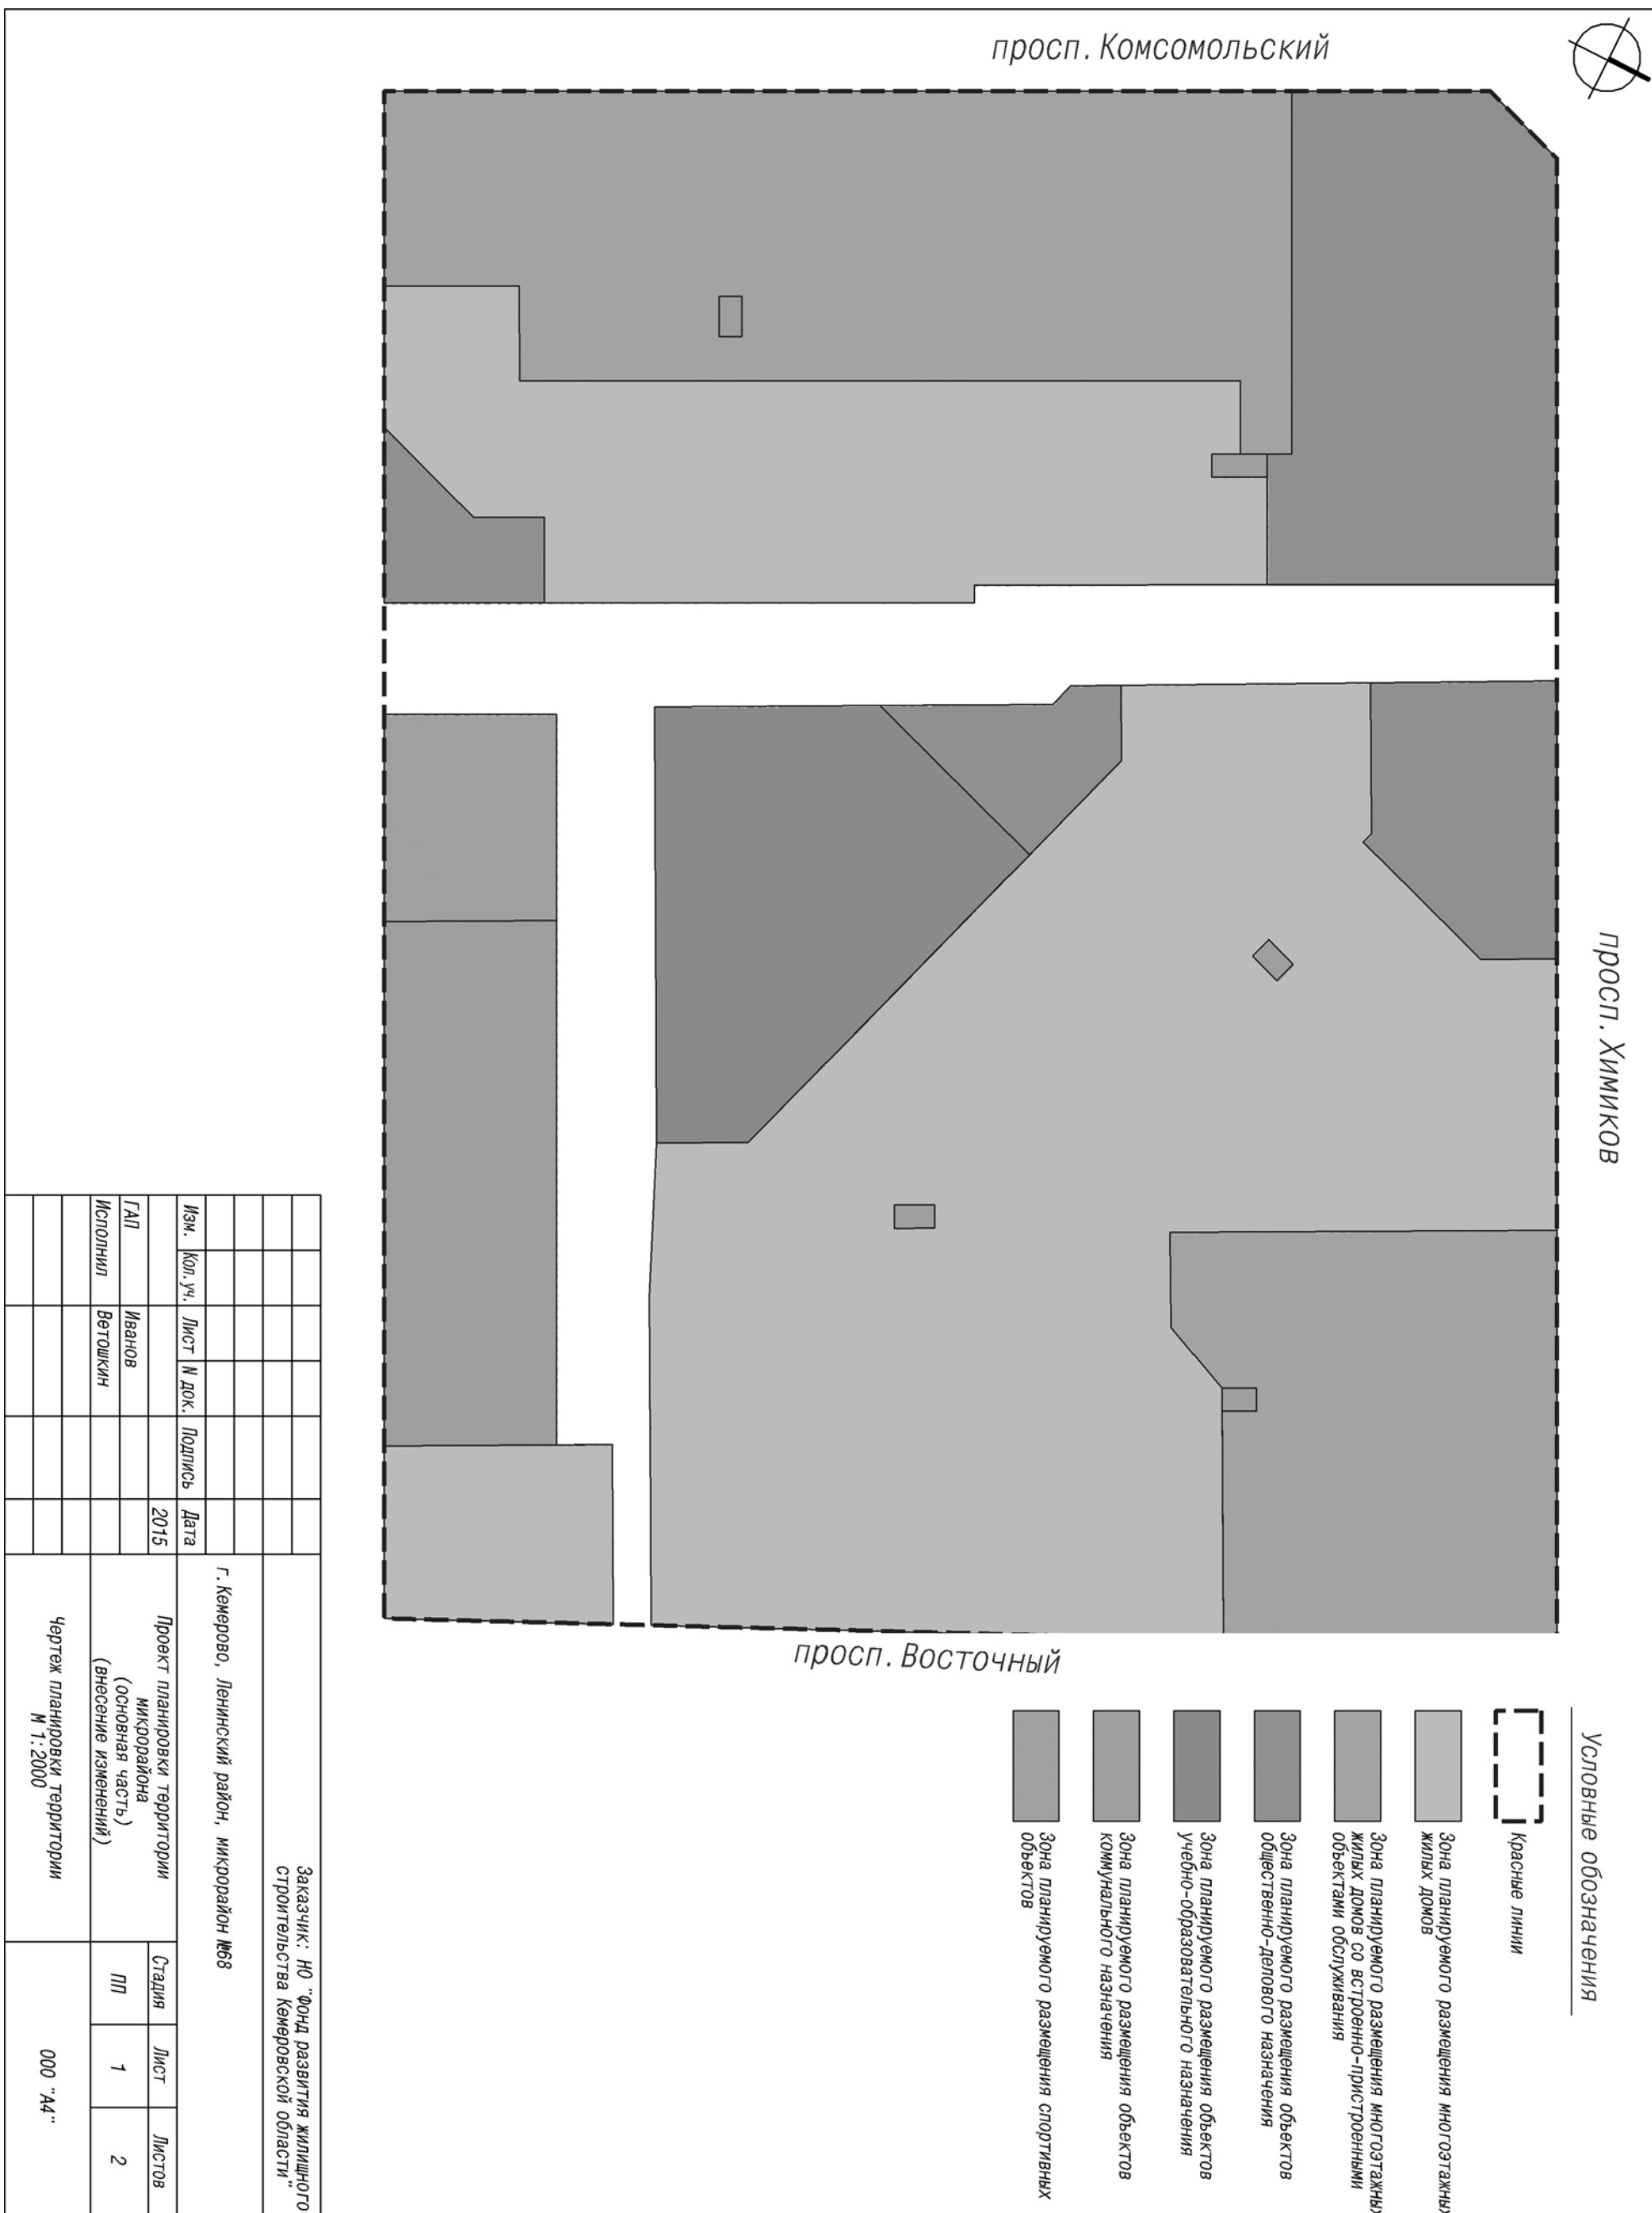 просп. Комсомольский
просп. Химиков
просп. Восточный
Условные обозначения
Красные линии
Зона планируемого размещения многоэтажны
жилых домов
Зона планируемого размещения многоэтажны
жилых домов со встроенно-пристроенными
объектами обслуживания
Зона планируемого размещения объектов
общественно-делового назначения
Зона планируемого размещения объектов
учебно-образовательного назначения
Зона планируемого размещения объектов
коммунального назначения
Зона планируемого размещения спортивных
объектов
Заказчик: НО "Фонд развития жилищного
строительства Кемеровской области"
г. Кемерово, Ленинский район, микрорайон №68
Изм. Кол.уч. Лист N док. Подпись Дата
2015
ГАП Иванов
Исполнил Ветошкин
Проект планировки территории
микрорайона
(основная часть)
(внесение изменений)
Стадия Лист Листов
ПП 1 2
Чертеж планировки территории
М 1:2000
ООО "А4"